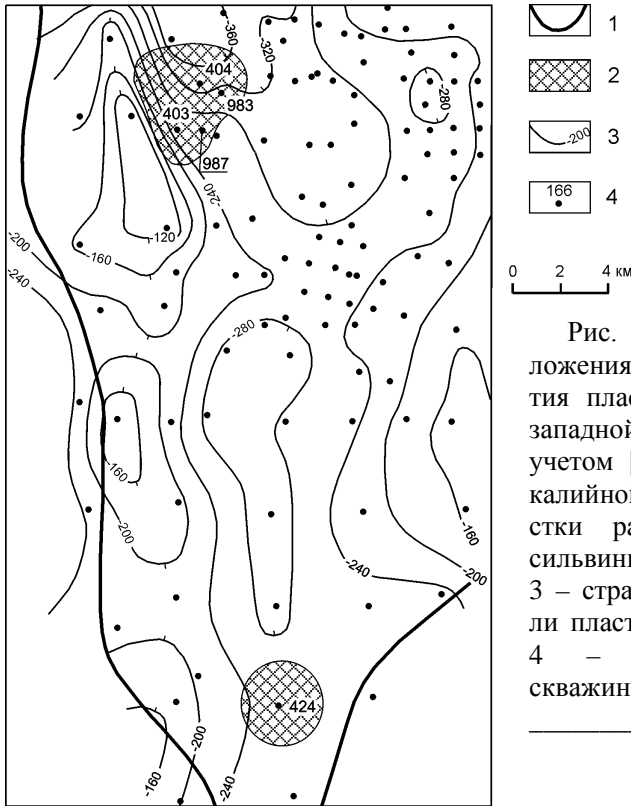 -360
-320
404
983
403
987
-280
-240
-120
-160
-200
-240
-280
-160
-200
-160
-240
-200
424
-200
-160
-240
1
2
-200
3
166
4
0 2 4 км
Рис.
ложения
тия плас
западной
учетом
калийно
стки ра
сильвин
3 – стра
ли пласт
4 –
скважин